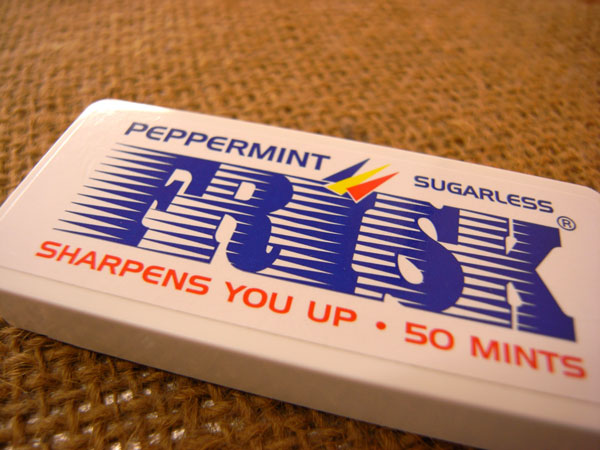 PEPPERMINT
SUGARLESS
FRISK®
SHARPENS YOU UP • 50 MINTS